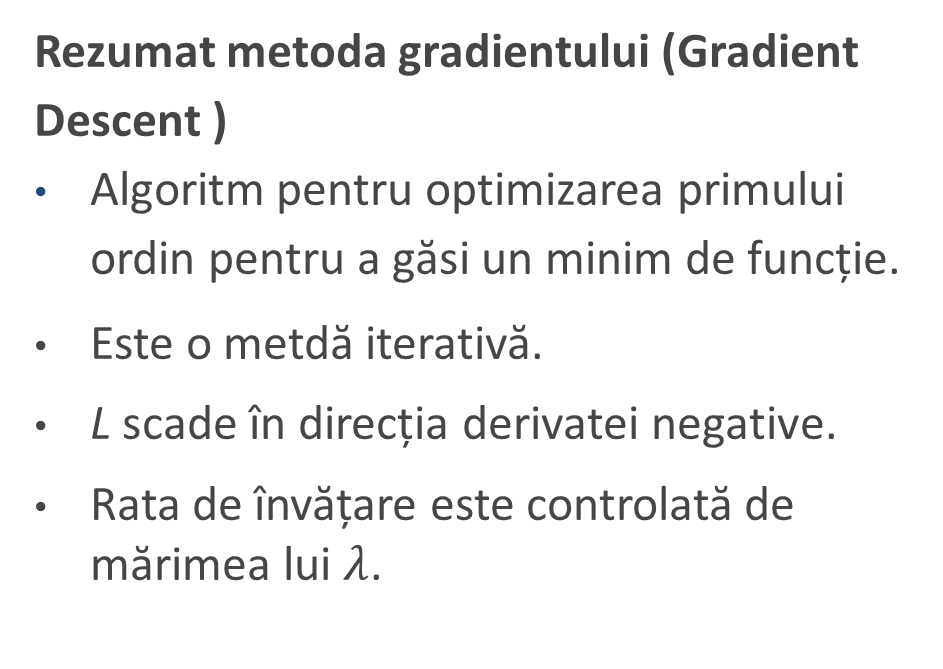 Rezumat metoda gradientului (Gradient
Descent )
• Algoritm pentru optimizarea primului
ordin pentru a găsi un minim de funcție.
• Este o metdă iterativă.
• L scade în direcția derivatei negative.
• Rata de învățare este controlată de
mărimea lui λ.